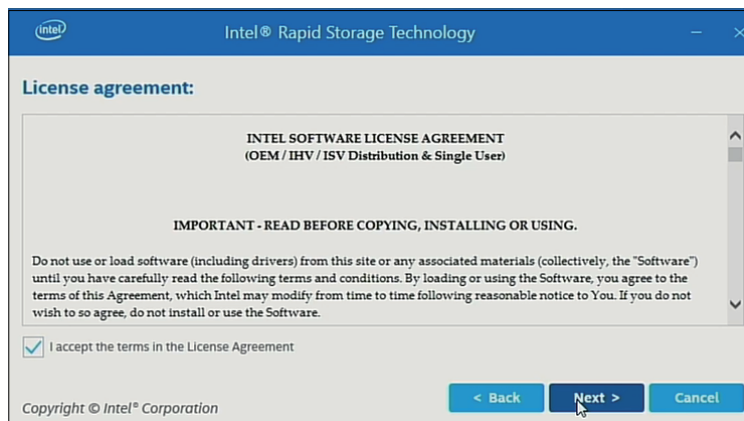 intel
Intel® Rapid Storage Technology
License agreement:
INTEL SOFTWARE LICENSE AGREEMENT
(OEM / IHV / ISV Distribution & Single User)
IMPORTANT - READ BEFORE COPYING, INSTALLING OR USING.
Do not use or load software (including drivers) from this site or any associated materials (collectively, the "Software")
until you have carefully read the following terms and conditions. By loading or using the Software, you agree to the
terms of this Agreement, which Intel may modify from time to time following reasonable notice to You. If you do not
wish to so agree, do not install or use the Software.
I accept the terms in the License Agreement
< Back
Next >
Cancel
Copyright © Intel® Corporation